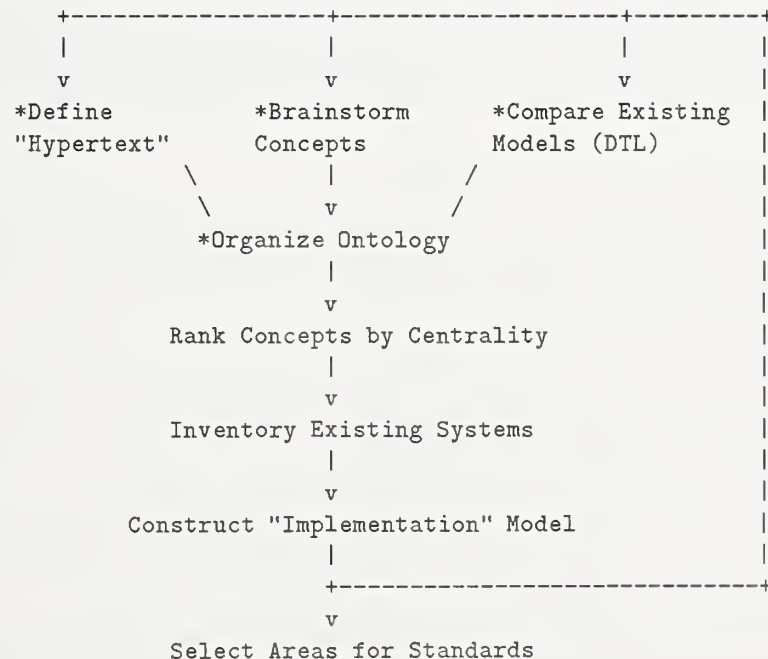 *Define *Brainstorm *Compare Existing
"Hypertext" Concepts Models (DTL)
*Organize Ontology
Rank Concepts by Centrality
Inventory Existing Systems
Construct "Implementation" Model
Select Areas for Standards